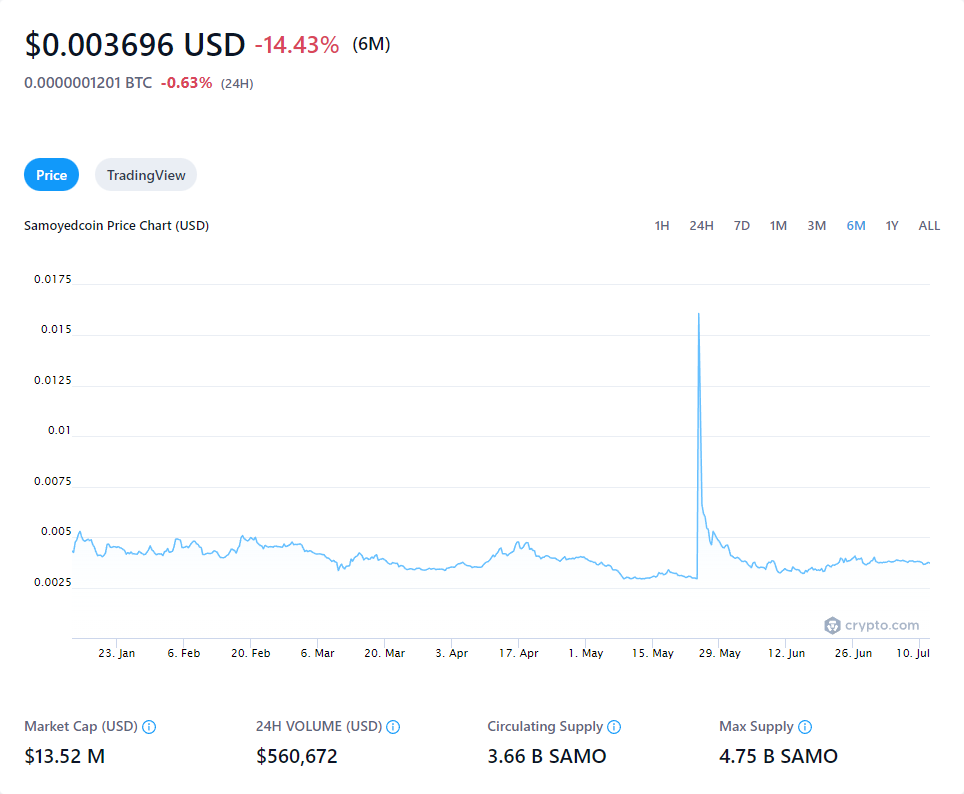 $0.003696 USD -14.43% (6M)
0.0000001201 BTC -0.63% (24H)
Price TradingView
Samoyedcoin Price Chart (USD) 1H 24H 7D 1M 3M 6M 1Y ALL
0.0175
0.015
0.0125
0.01
0.0075
0.005
0.0025
crypto.com
23. Jan 6. Feb 20. Feb 6. Mar 20. Mar 3. Apr 17. Apr 1. May 15. May 29. May 12. Jun 26. Jun 10. Jul
Market Cap (USD) 24H VOLUME (USD) Circulating Supply Max Supply
$13.52 M $560,672 3.66 B SAMO 4.75 B SAMO